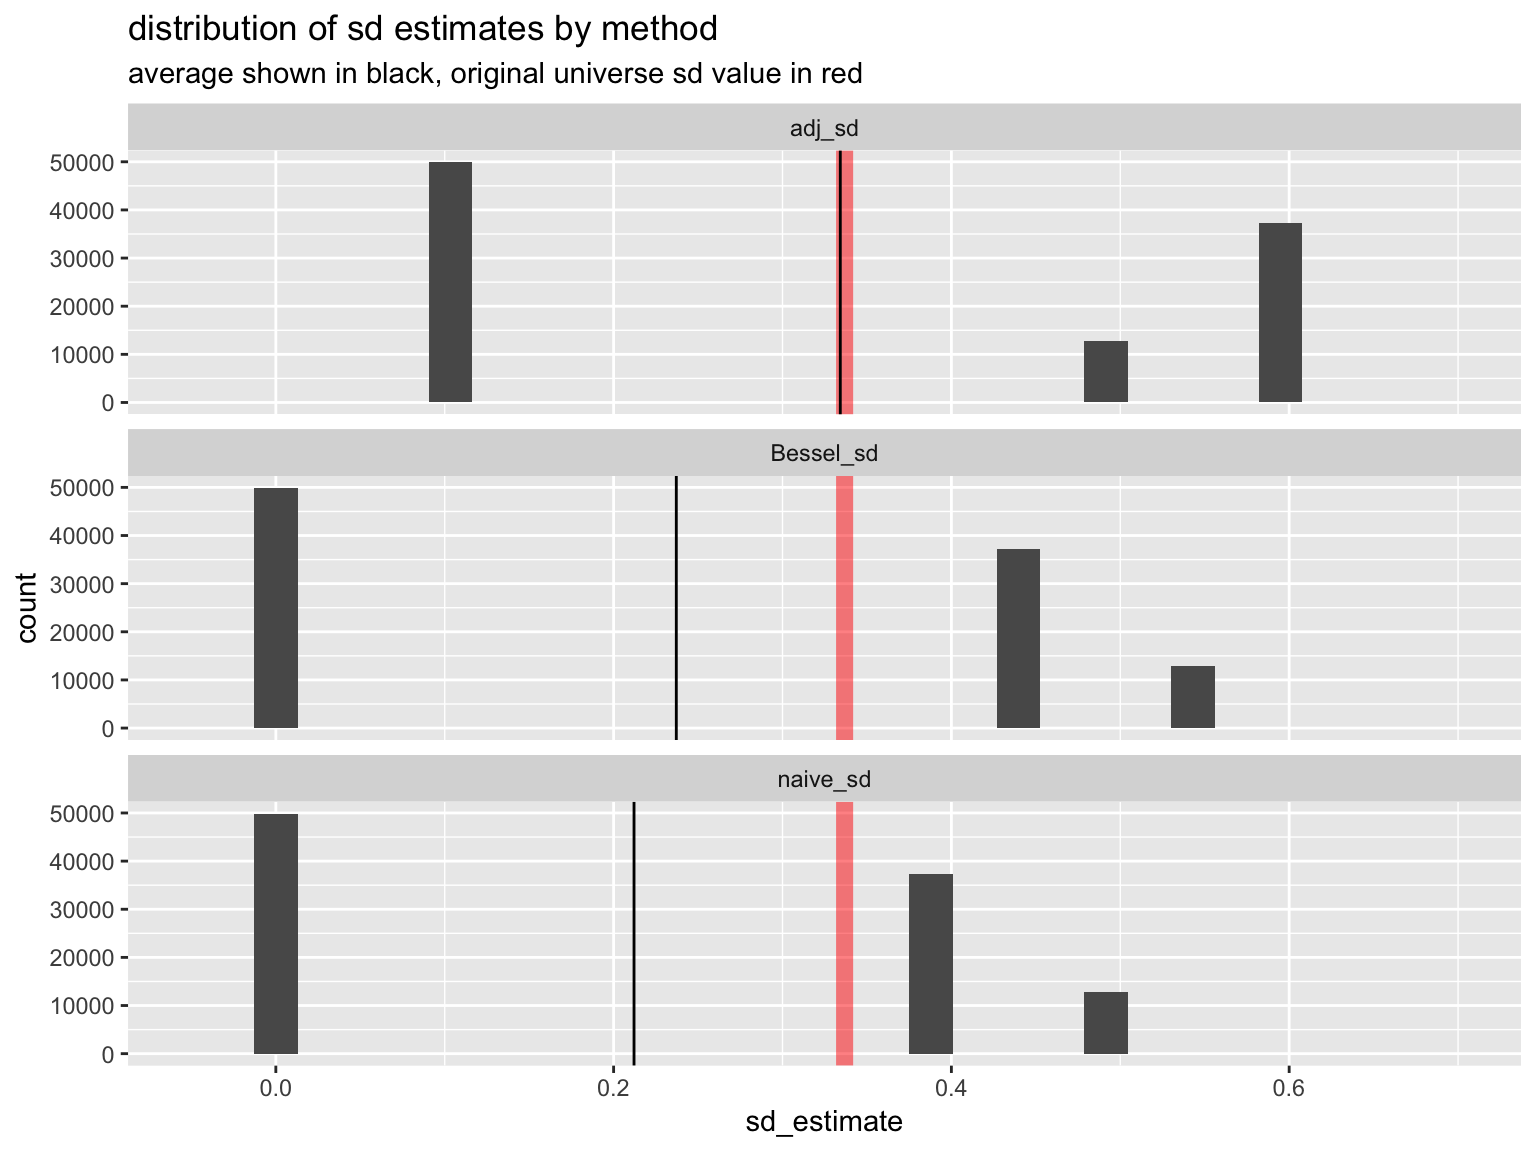 distribution of sd estimates by method
average shown in black, original universe sd value in red
adj_sd
50000
40000
30000
20000
10000
0
Bessel_sd
50000
40000
30000
20000
10000
0
count
naive_sd
50000
40000
30000
20000
10000
0
0.0 0.2 0.4 0.6
sd_estimate